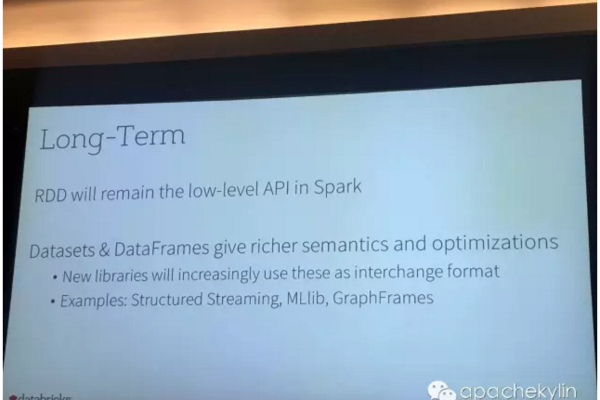 Long-Term
RDD will remain the low-level API in Spark
Datasets & DataFrames give richer semantics and optimizations
• New libraries will increasingly use these as interchange format
• Examples: Structured Streaming, MLlib, GraphFrames
databricks
apachekylin